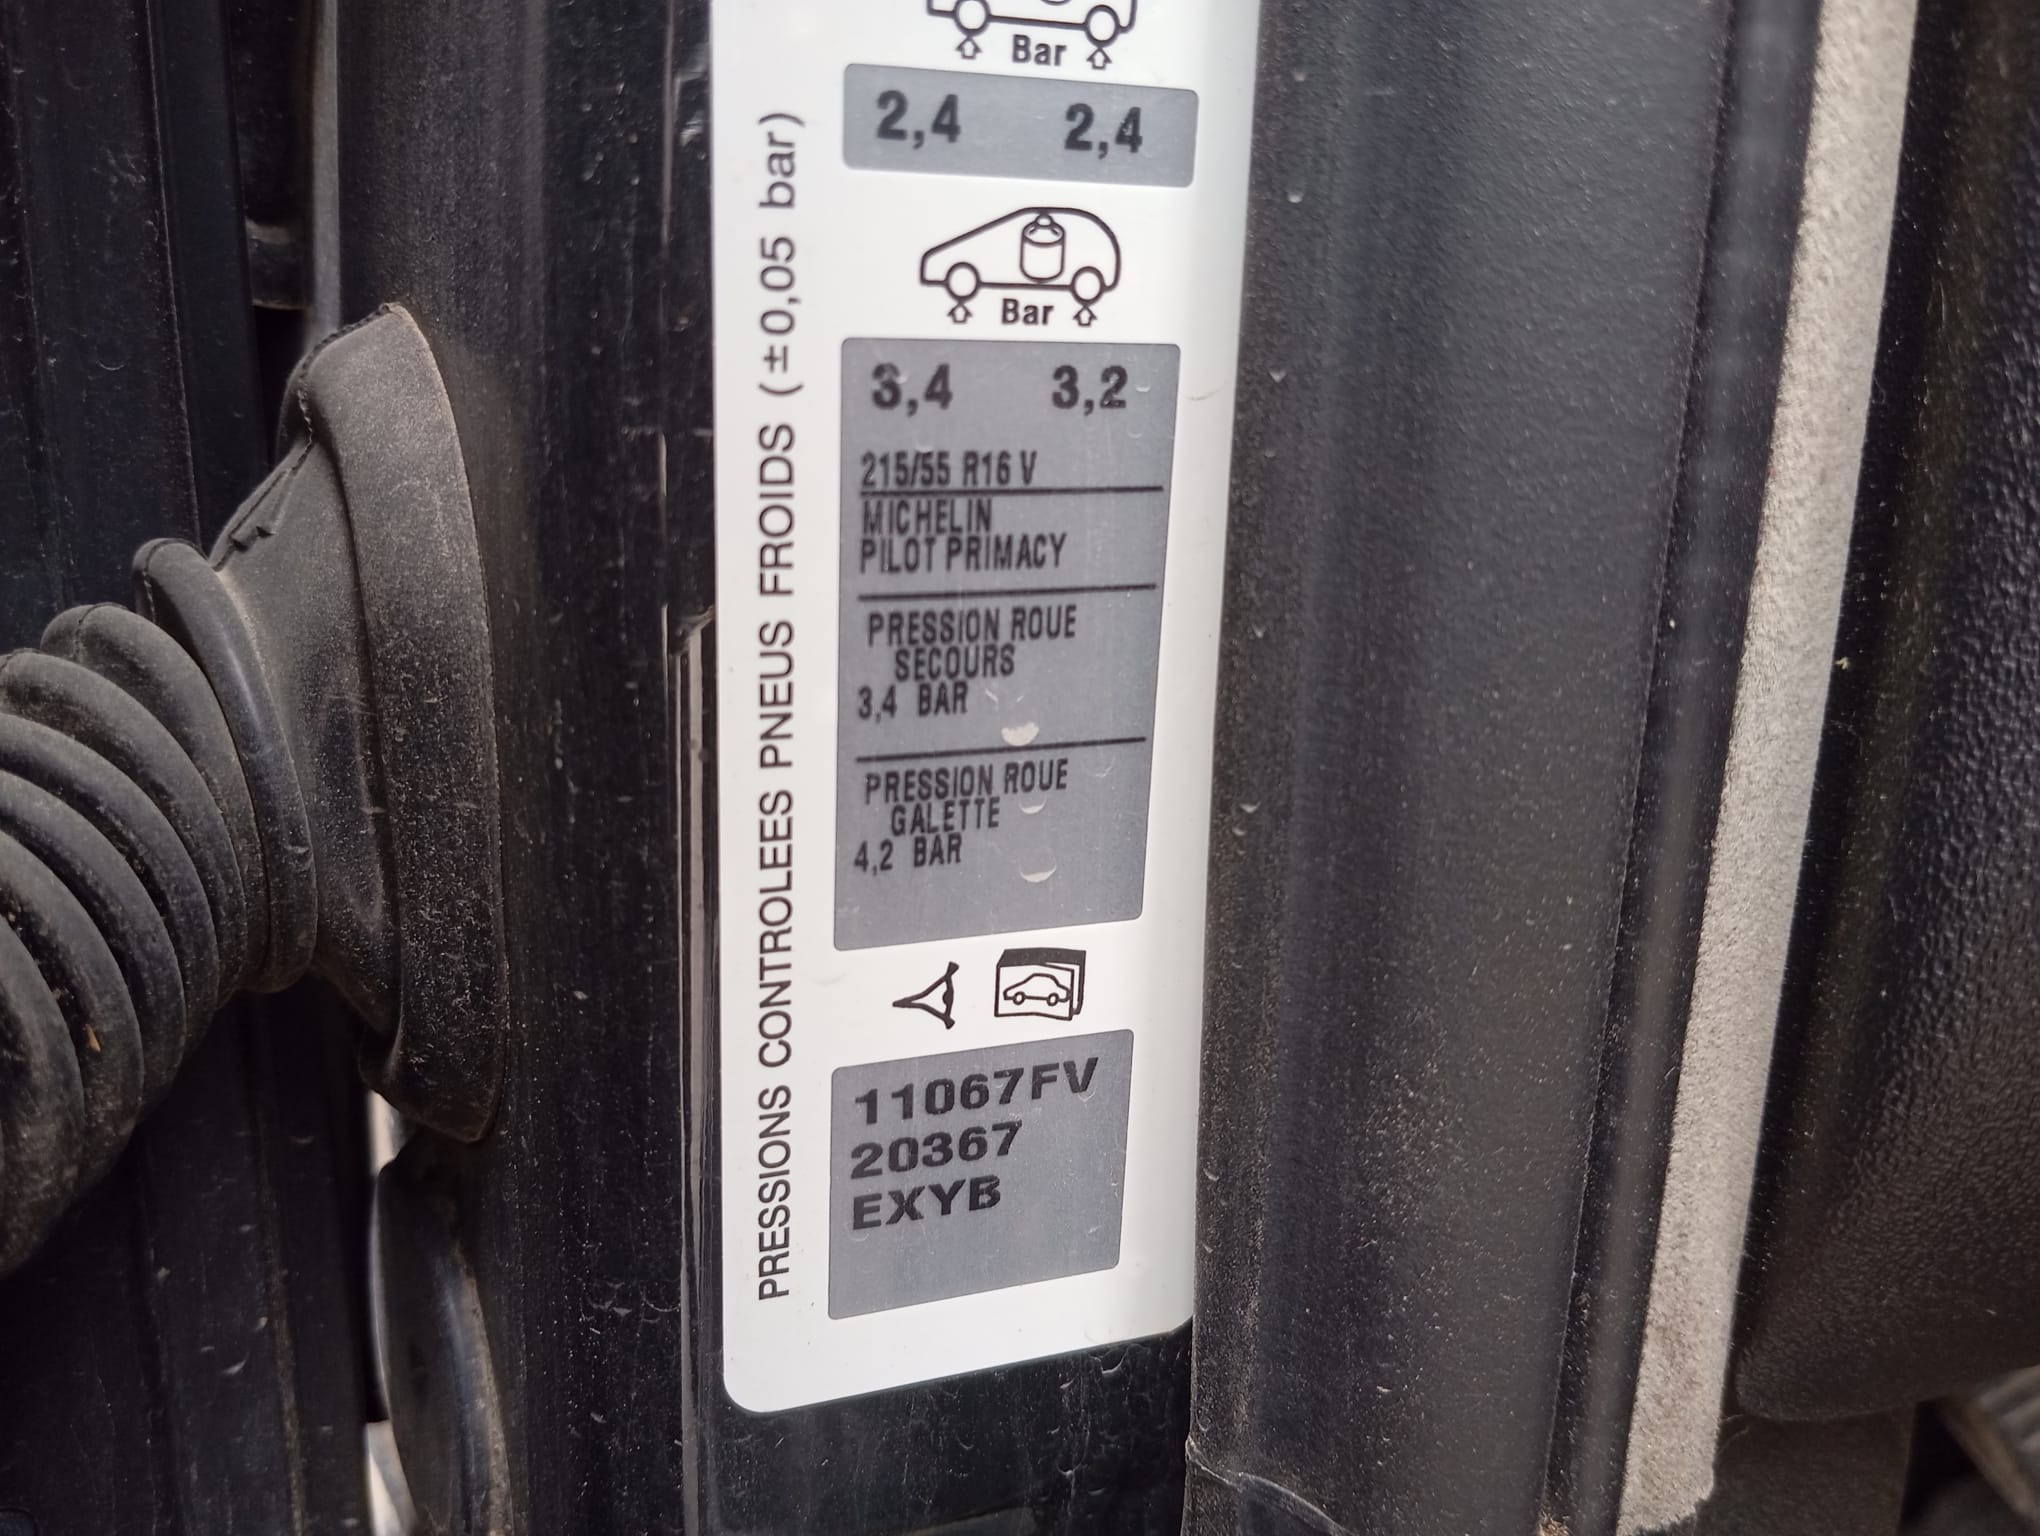 Bar
2,4 2,4
Bar
3,4 3,2
215/55 R16 V
MICHELIN
PILOT PRIMACY
PRESSION ROUE
SECOURS
3,4 BAR
PRESSION ROUE
GALETTE
4,2 BAR
11067FV
20367
EXYB
PRESSIONS CONTROLEES PNEUS FROIDS (±0,05 bar)